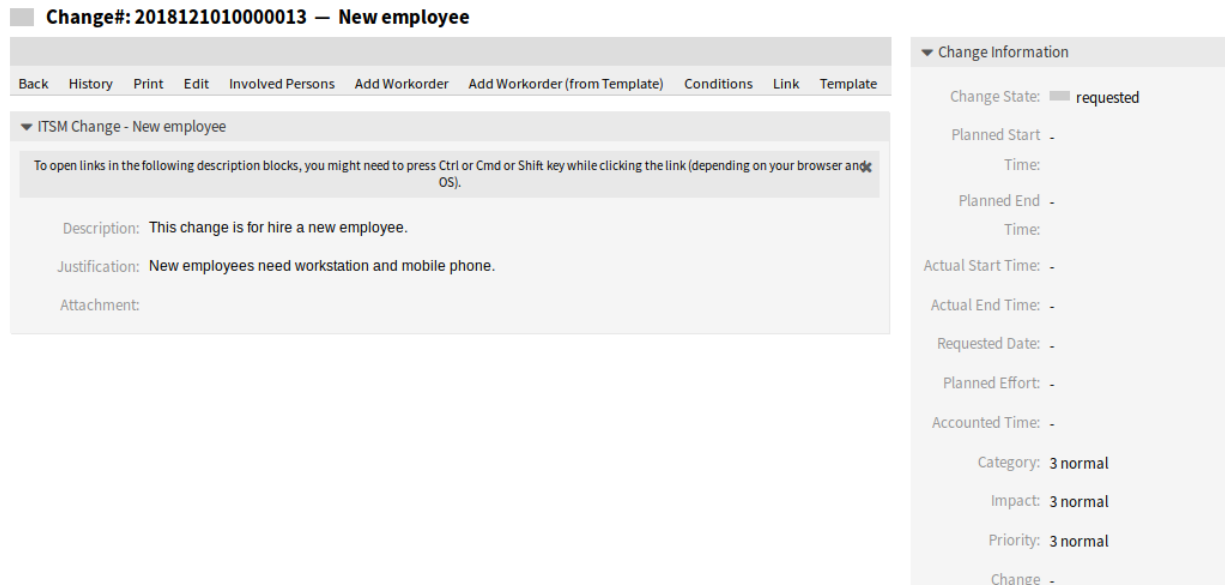 Change#: 2018121010000013 — New employee
Back History Print Edit Involved Persons Add Workorder Add Workorder (from Template) Conditions Link Template
ITSM Change - New employee
To open links in the following description blocks, you might need to press Ctrl or Cmd or Shift key while clicking the link (depending on your browser and
OS).
Description: This change is for hire a new employee.
Justification: New employees need workstation and mobile phone.
Attachment:
Change Information
Change State: requested
Planned Start -
Time:
Planned End -
Time:
Actual Start Time: -
Actual End Time: -
Requested Date: -
Planned Effort: -
Accounted Time: -
Category: 3 normal
Impact: 3 normal
Priority: 3 normal
Change -